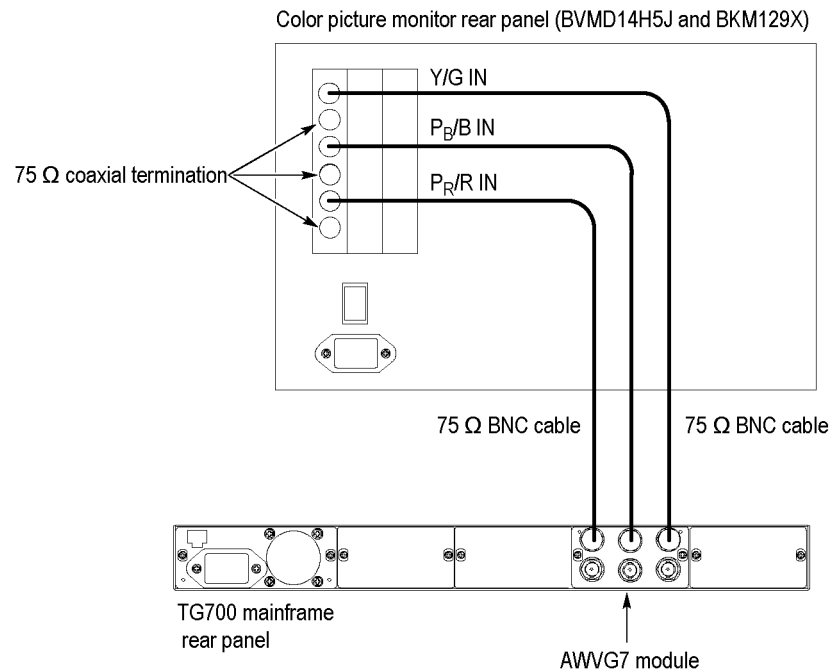 Color picture monitor rear panel (BVMD14H5J and BKM129X)
Y/G IN
PB/B IN
75 Ω coaxial termination
PR/R IN
75 Ω BNC cable
75 Ω BNC cable
TG700 mainframe
rear panel
AWVG7 module